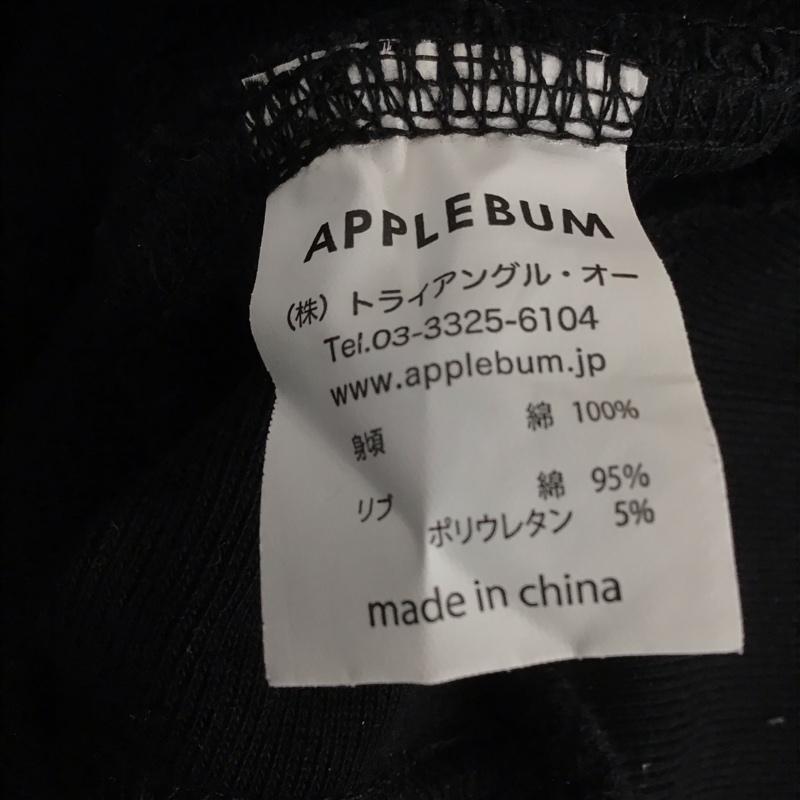 APPLEBUM
(株) トライアングル・オー
Tel.03-3325-6104
www.applebum.jp
綿 100%
リブ 綿 95%
ポリウレタン 5%
made in china